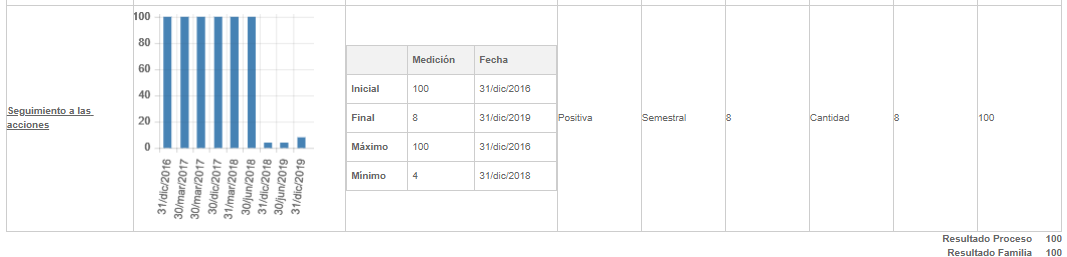 100
80
60
40
20
0
31/dic/2016
30/mar/2017
30/mar/2017
30/dic/2017
31/mar/2018
30/jun/2018
31/dic/2018
30/jun/2019
31/dic/2019
Seguimiento a las
acciones
Medición Fecha
Inicial 100 31/dic/2016
Final 8 31/dic/2019
Máximo 100 31/dic/2016
Mínimo 4 31/dic/2018
Positiva Semestral 8 Cantidad 8 100
Resultado Proceso 100
Resultado Familia 100